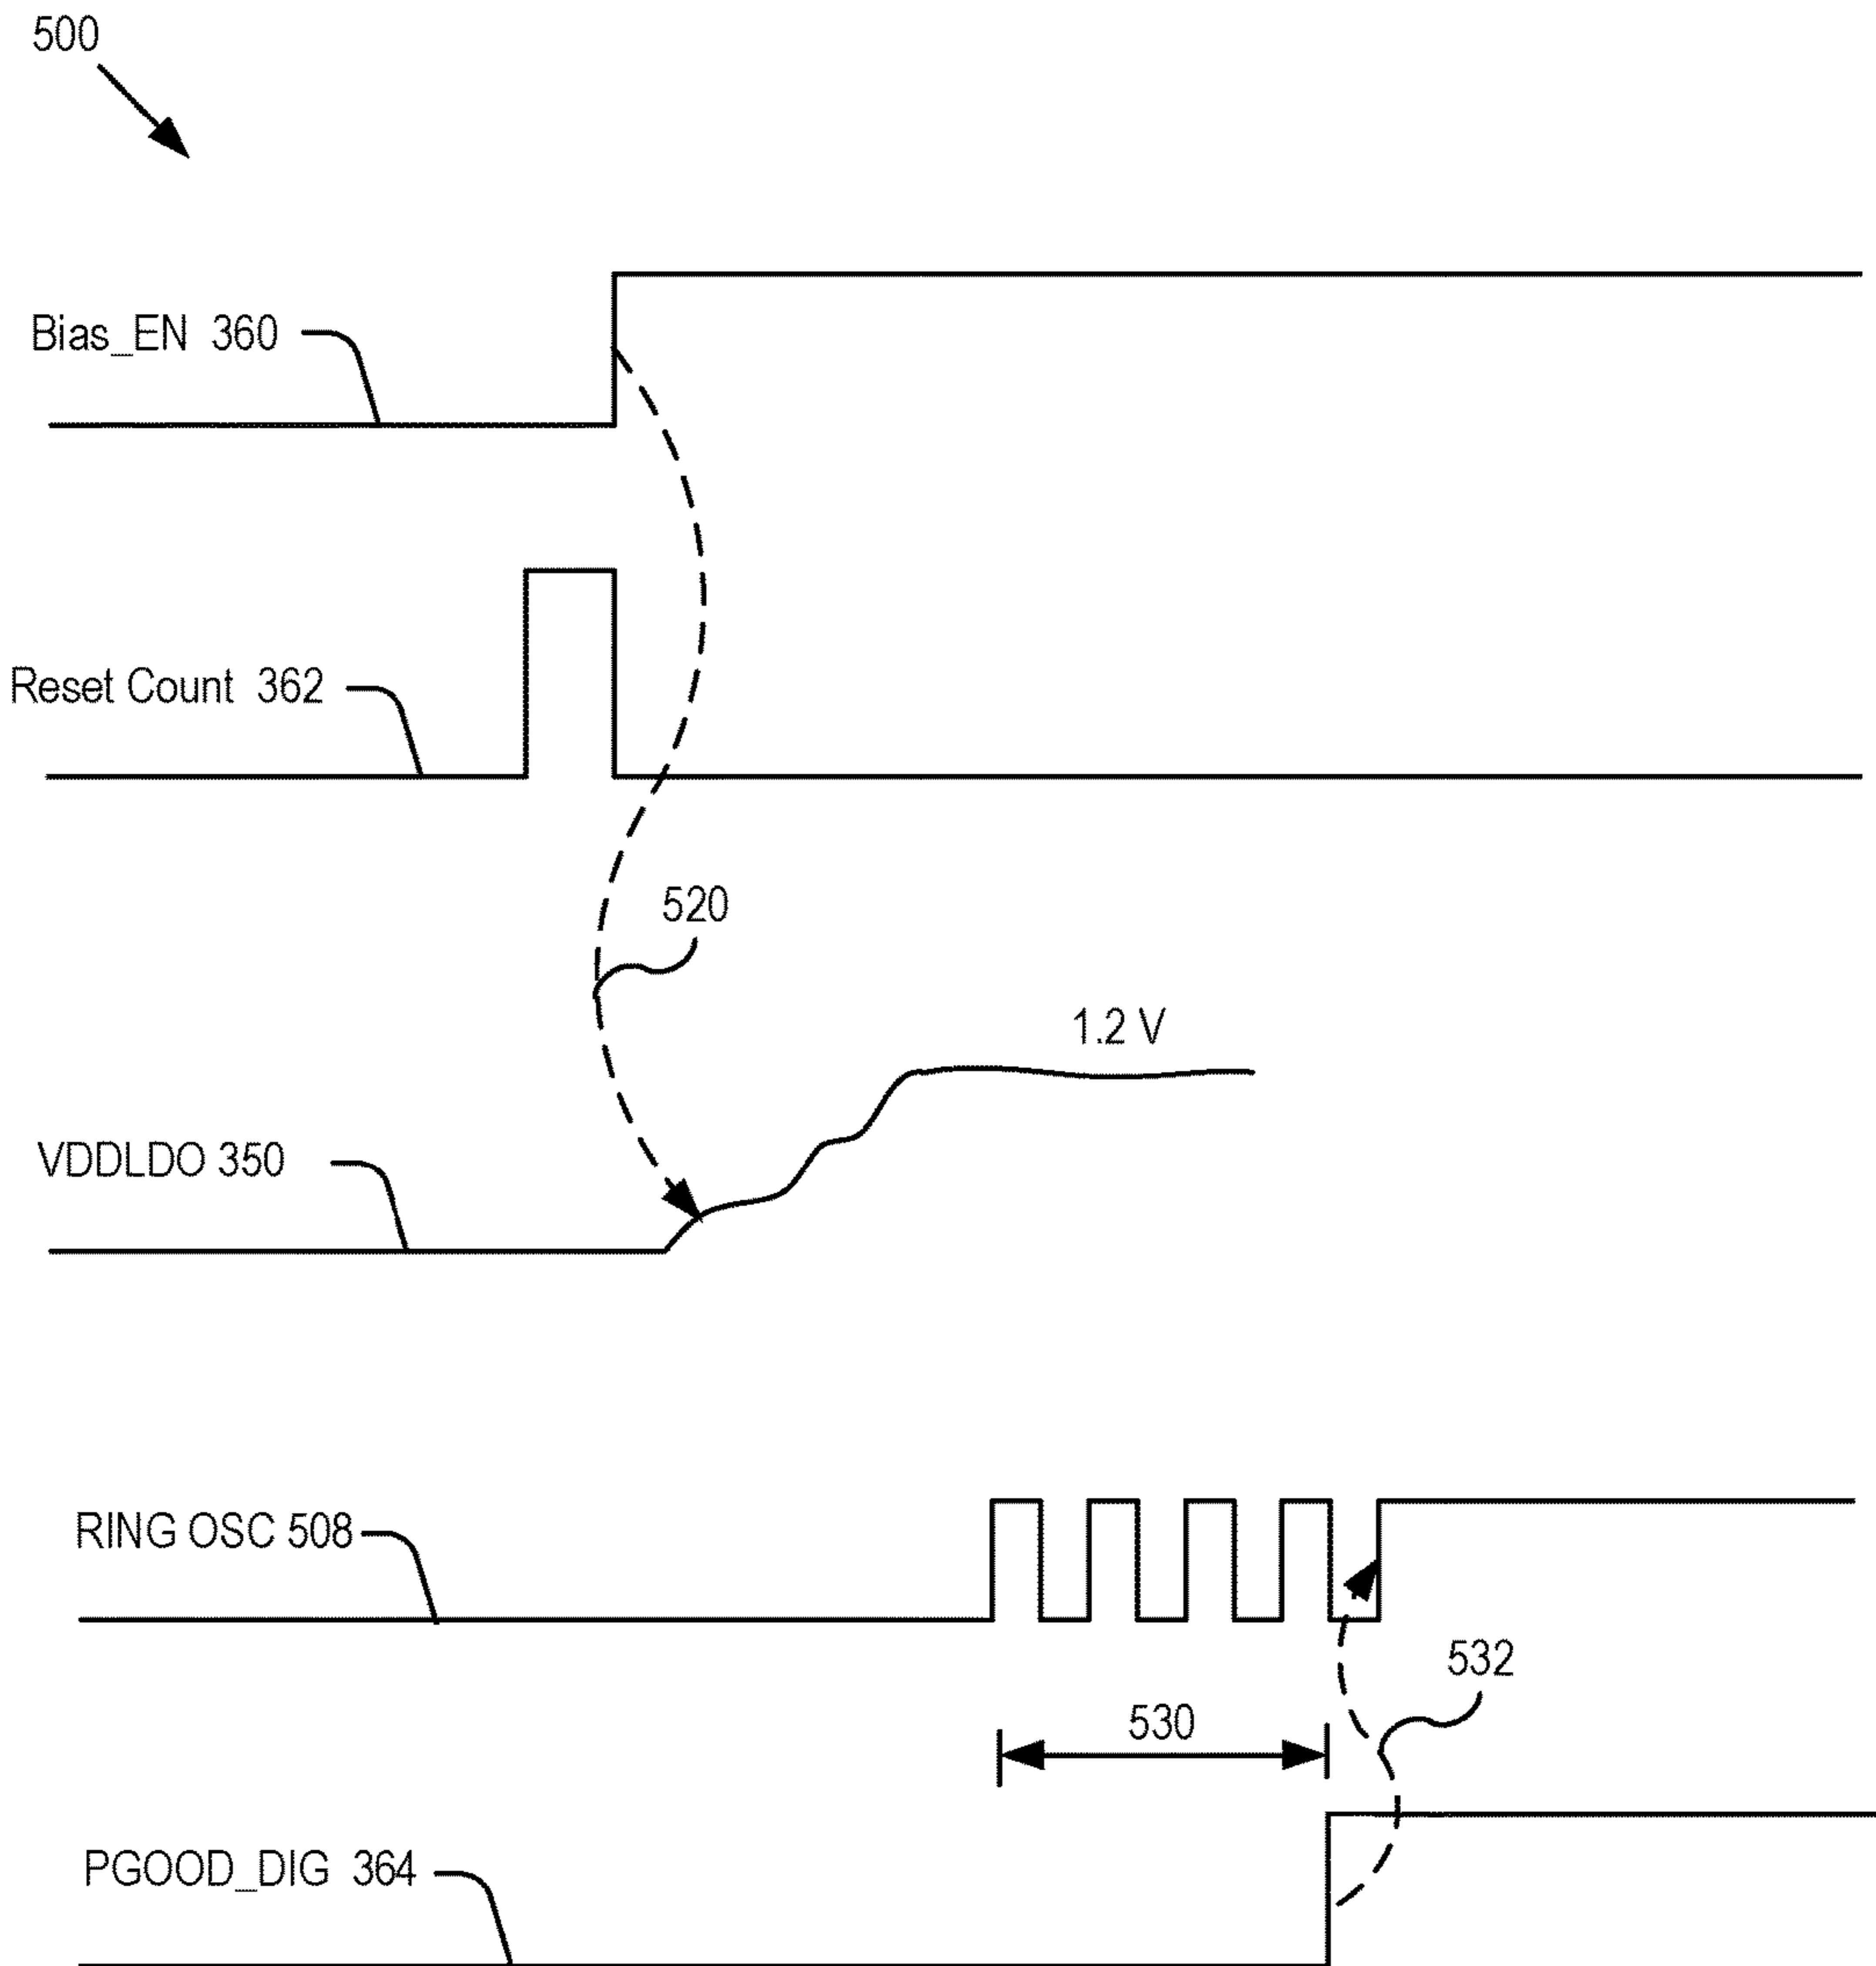 500
Bias_EN 360
Reset Count 362
520
1.2 V
VDDLDO 350
RING OSC 508
532
530
PGOOD_DIG 364